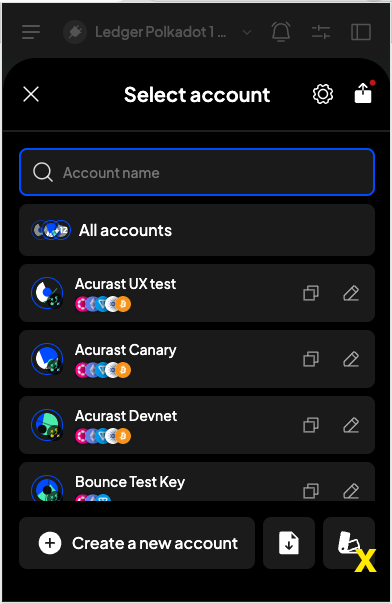 Ledger Polkadot 1 ...
Select account
Account name
12 All accounts
Acurast UX test
Acurast Canary
Acurast Devnet
Bounce Test Key
Create a new account
X